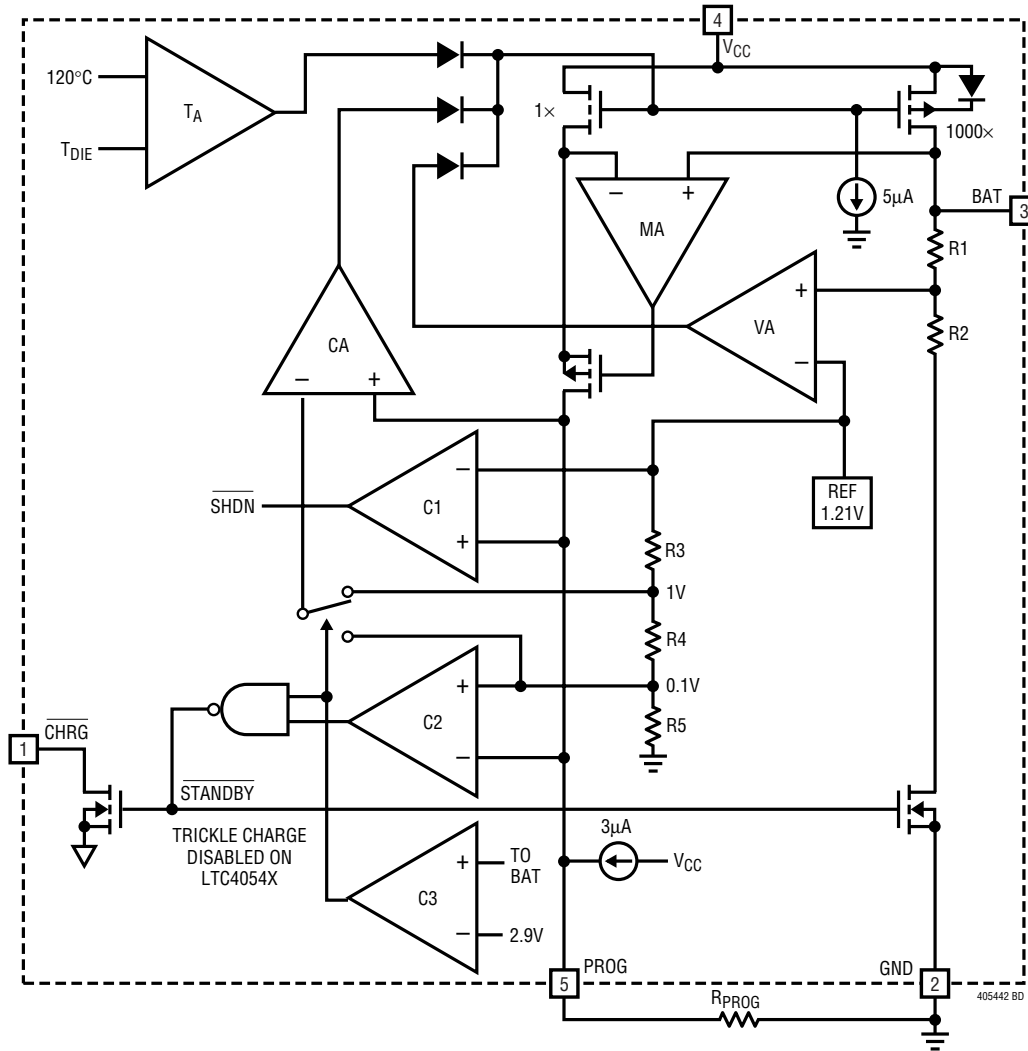 4
VCC
120°C
TA
TDIE
1×
1000×
–
+
MA
5µA
BAT
3
R1
+
VA
–
R2
CA
–
+
REF
1.21V
–
C1
+
SHDN
R3
1V
R4
0.1V
R5
+
C2
–
CHRG
1
STANDBY
TRICKLE CHARGE
DISABLED ON
LTC4054X
3µA
VCC
+
TO
BAT
C3
–
2.9V
5
PROG
GND
2
405442 BD
RPROG